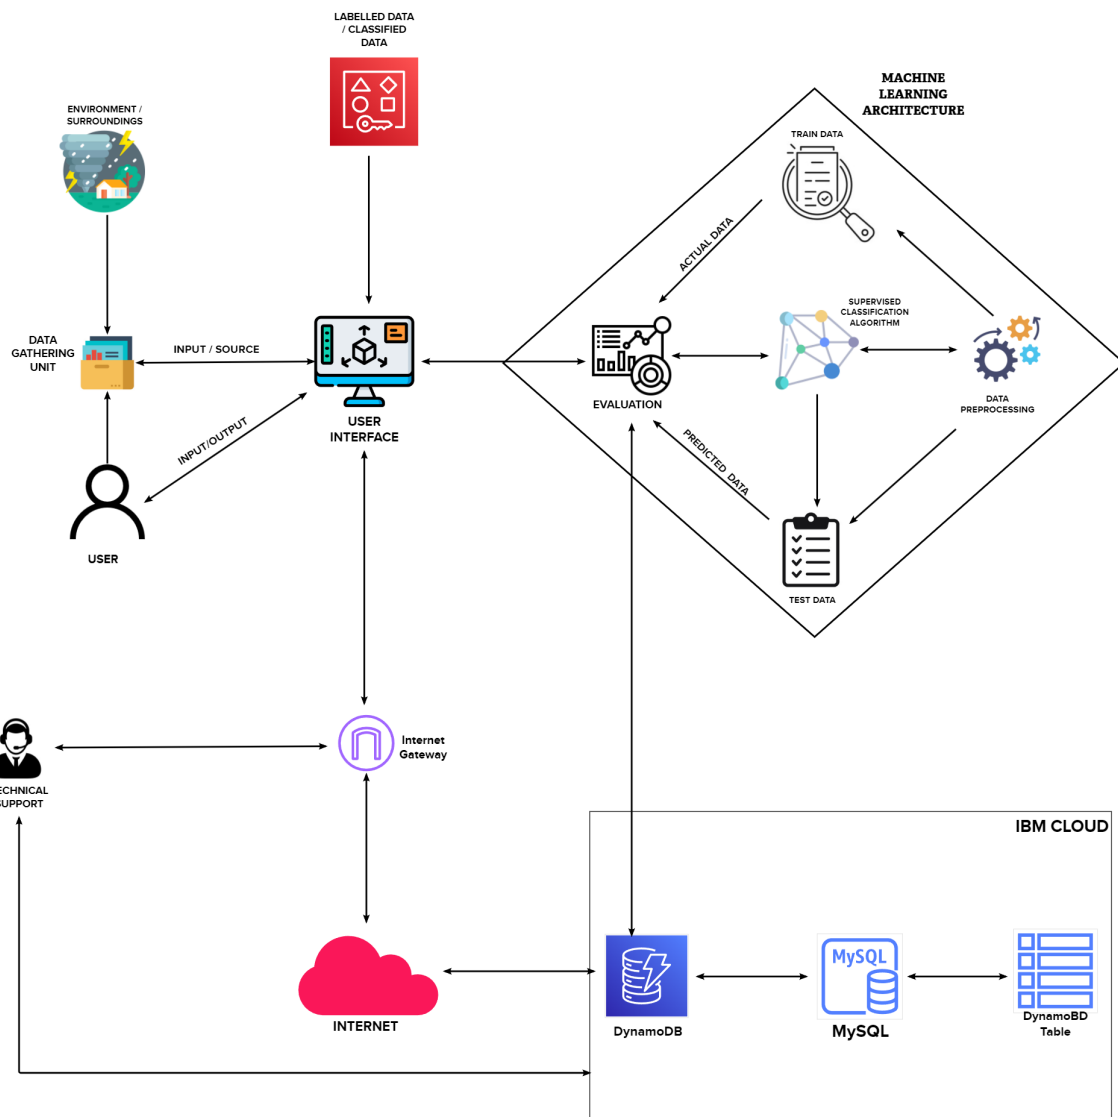 LABELLED DATA
/ CLASSIFIED
DATA
MACHINE
LEARNING
ARCHITECTURE
ENVIRONMENT /
SURROUNDINGS
TRAIN DATA
ACTUAL DATA
SUPERVISED
CLASSIFICATION
ALGORITHM
DATA
GATHERING
UNIT
INPUT / SOURCE
EVALUATION
DATA
PREPROCESSING
USER
INTERFACE
INPUT/OUTPUT
PREDICTED DATA
USER
TEST DATA
Internet
Gateway
ECHNICAL
SUPPORT
IBM CLOUD
MySQL
INTERNET
DynamoDB
MySQL
DynamoBD
Table